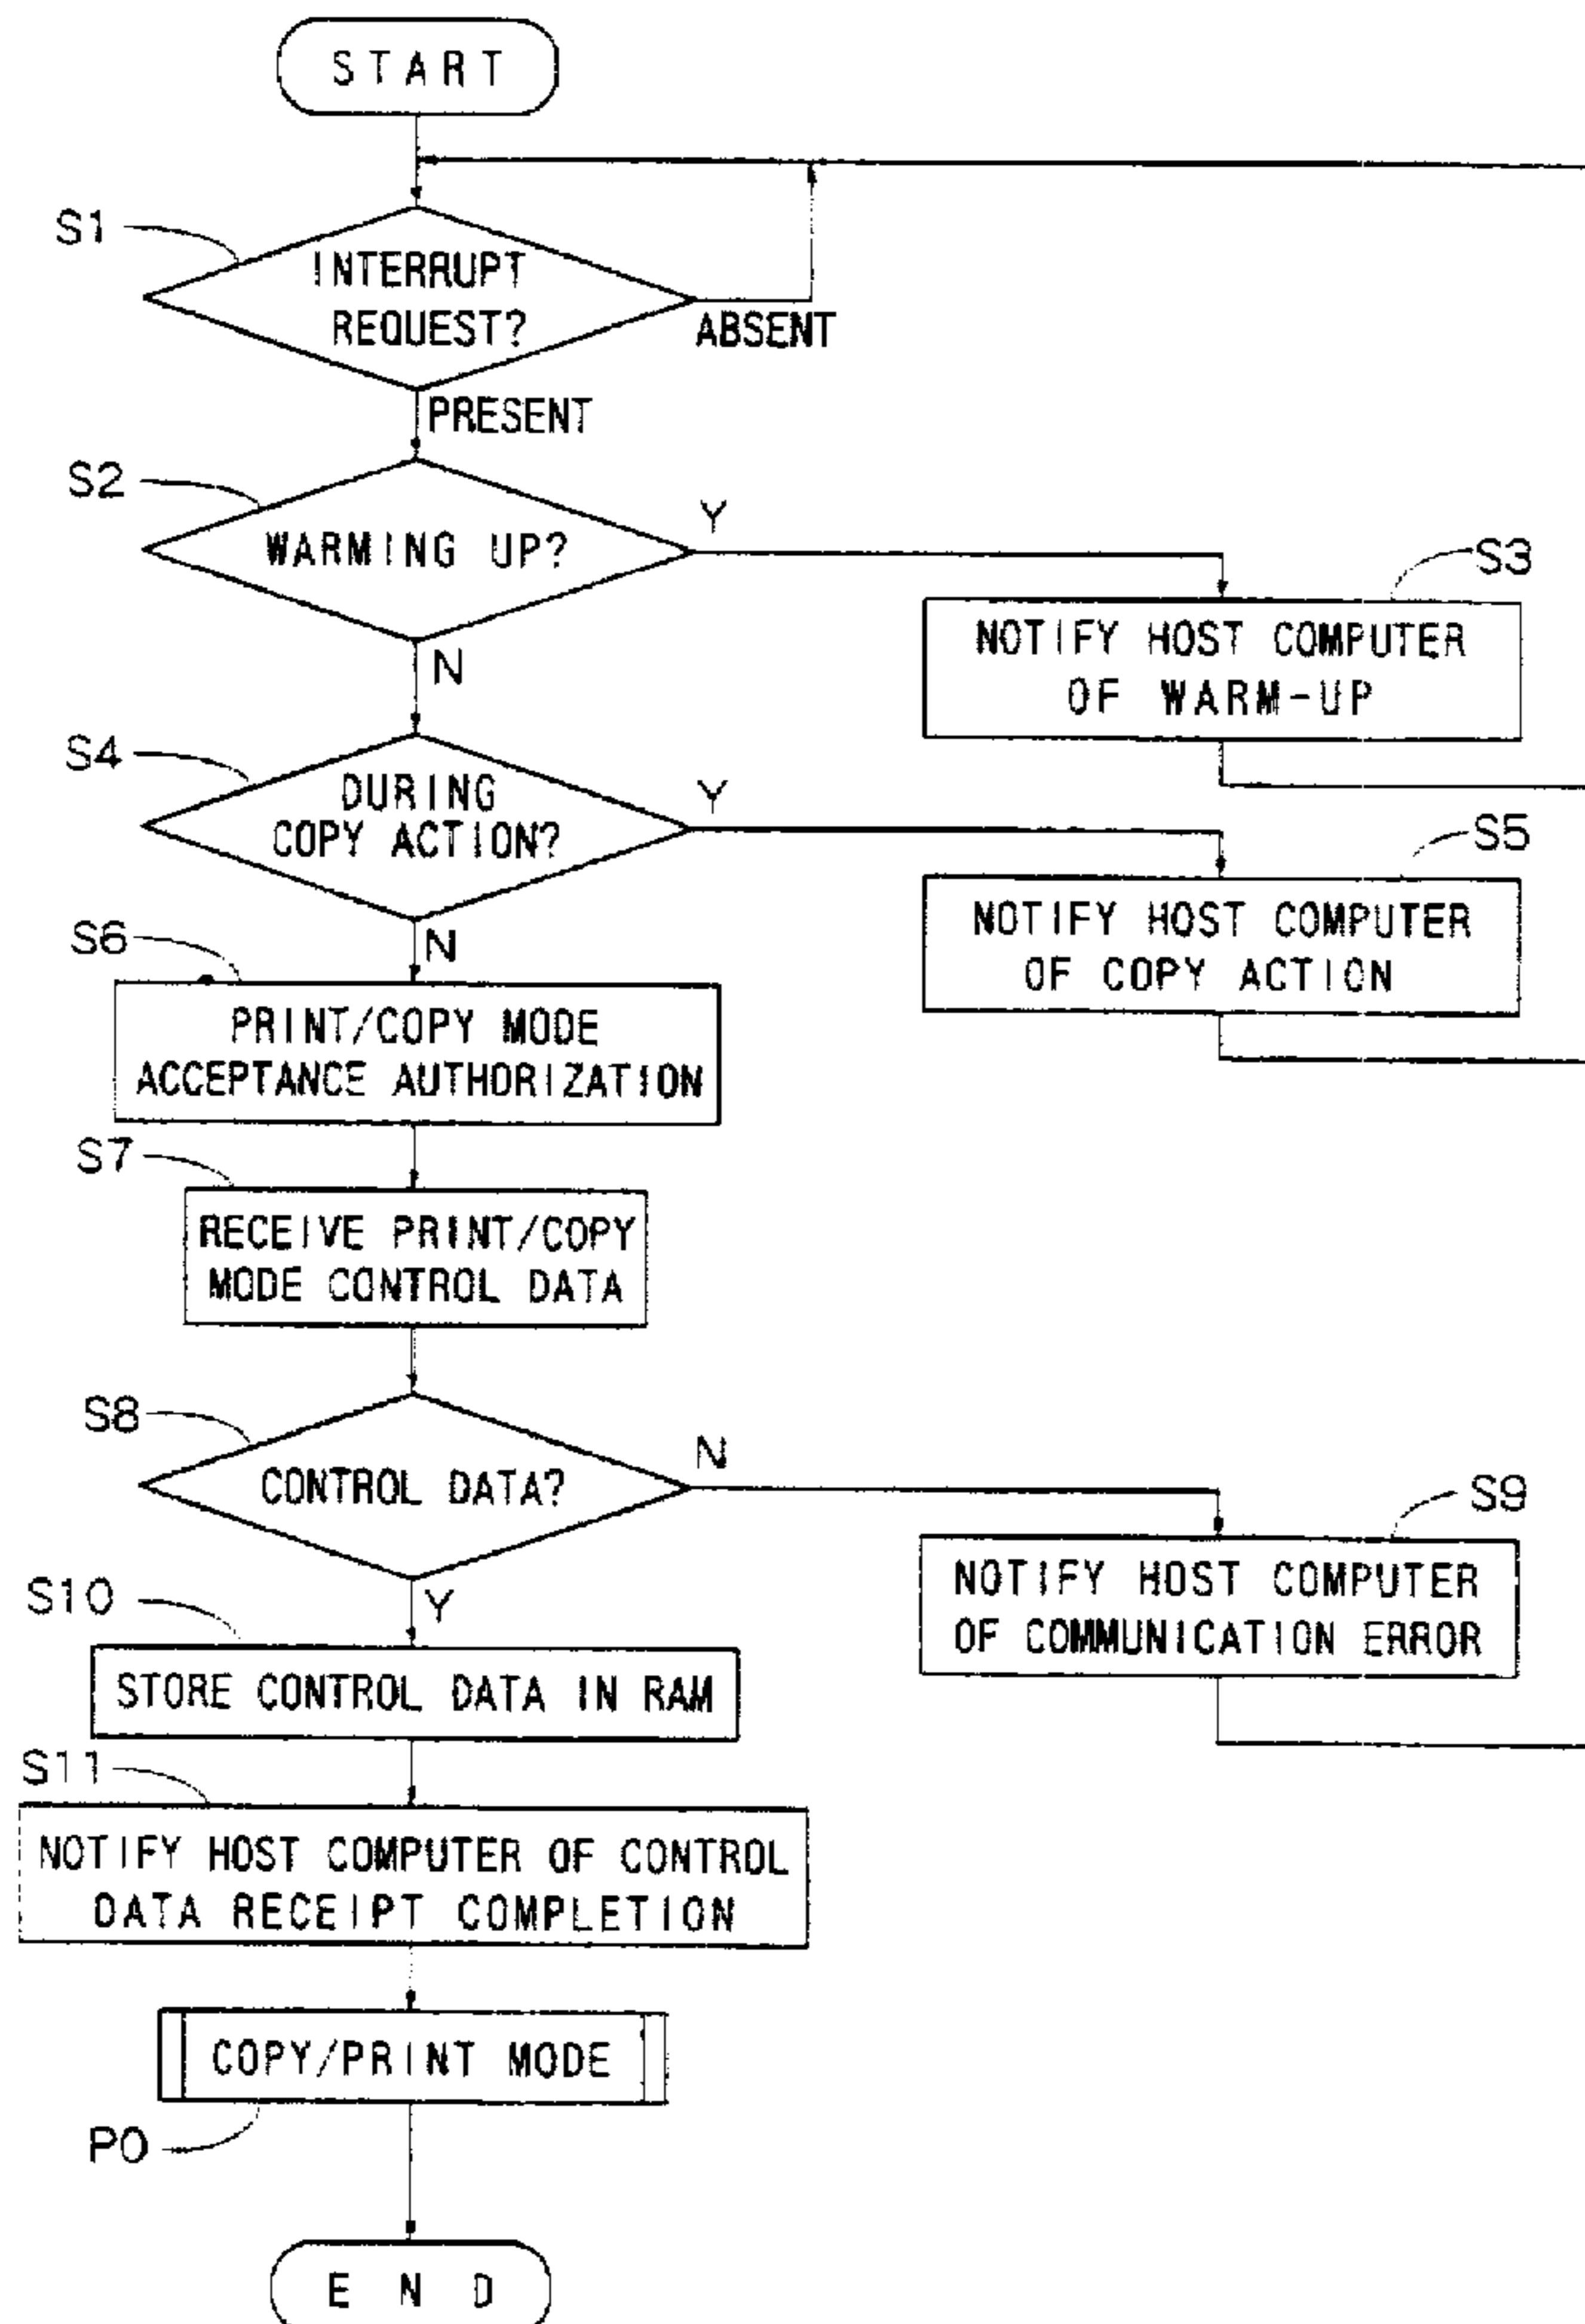 START
S1
INTERRUPT
REQUEST?
ABSENT
PRESENT
S2
WARMING UP?
Y
N
S3
NOTIFY HOST COMPUTER
OF WARM-UP
S4
DURING
COPY ACTION?
Y
N
S5
NOTIFY HOST COMPUTER
OF COPY ACTION
S6
PRINT/COPY MODE
ACCEPTANCE AUTHORIZATION
S7
RECEIVE PRINT/COPY
MODE CONTROL DATA
S8
CONTROL DATA?
N
Y
S9
NOTIFY HOST COMPUTER
OF COMMUNICATION ERROR
S10
STORE CONTROL DATA IN RAM
S11
NOTIFY HOST COMPUTER OF CONTROL
DATA RECEIPT COMPLETION
COPY/PRINT MODE
P0
END